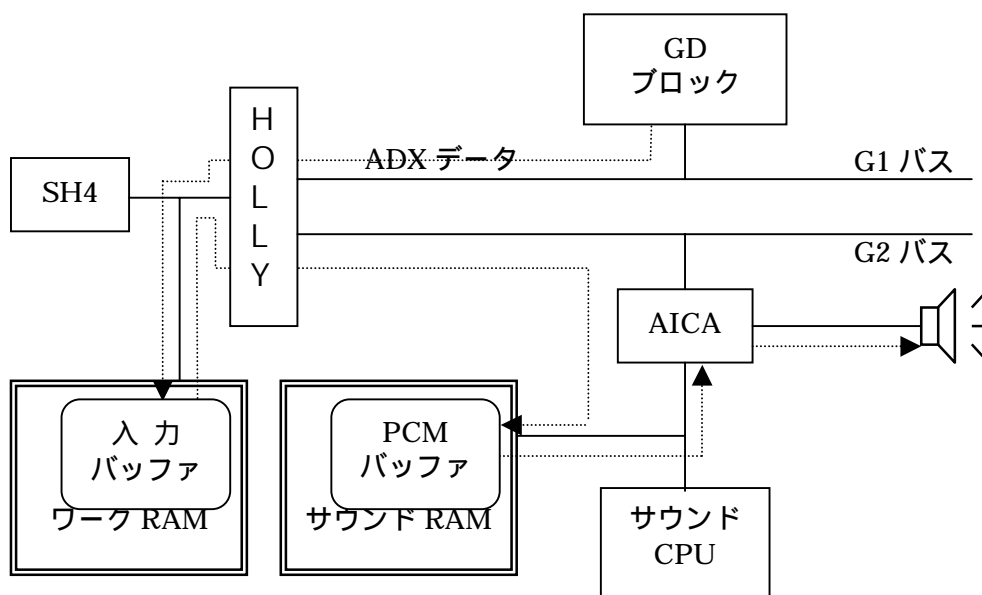 GD
ブロック
H
O
L
L
Y
ADX データ
G1 バス
SH4
G2 バス
AICA
入 力
バッファ
ワーク RAM
PCM
バッファ
サウンド RAM
サウンド
CPU